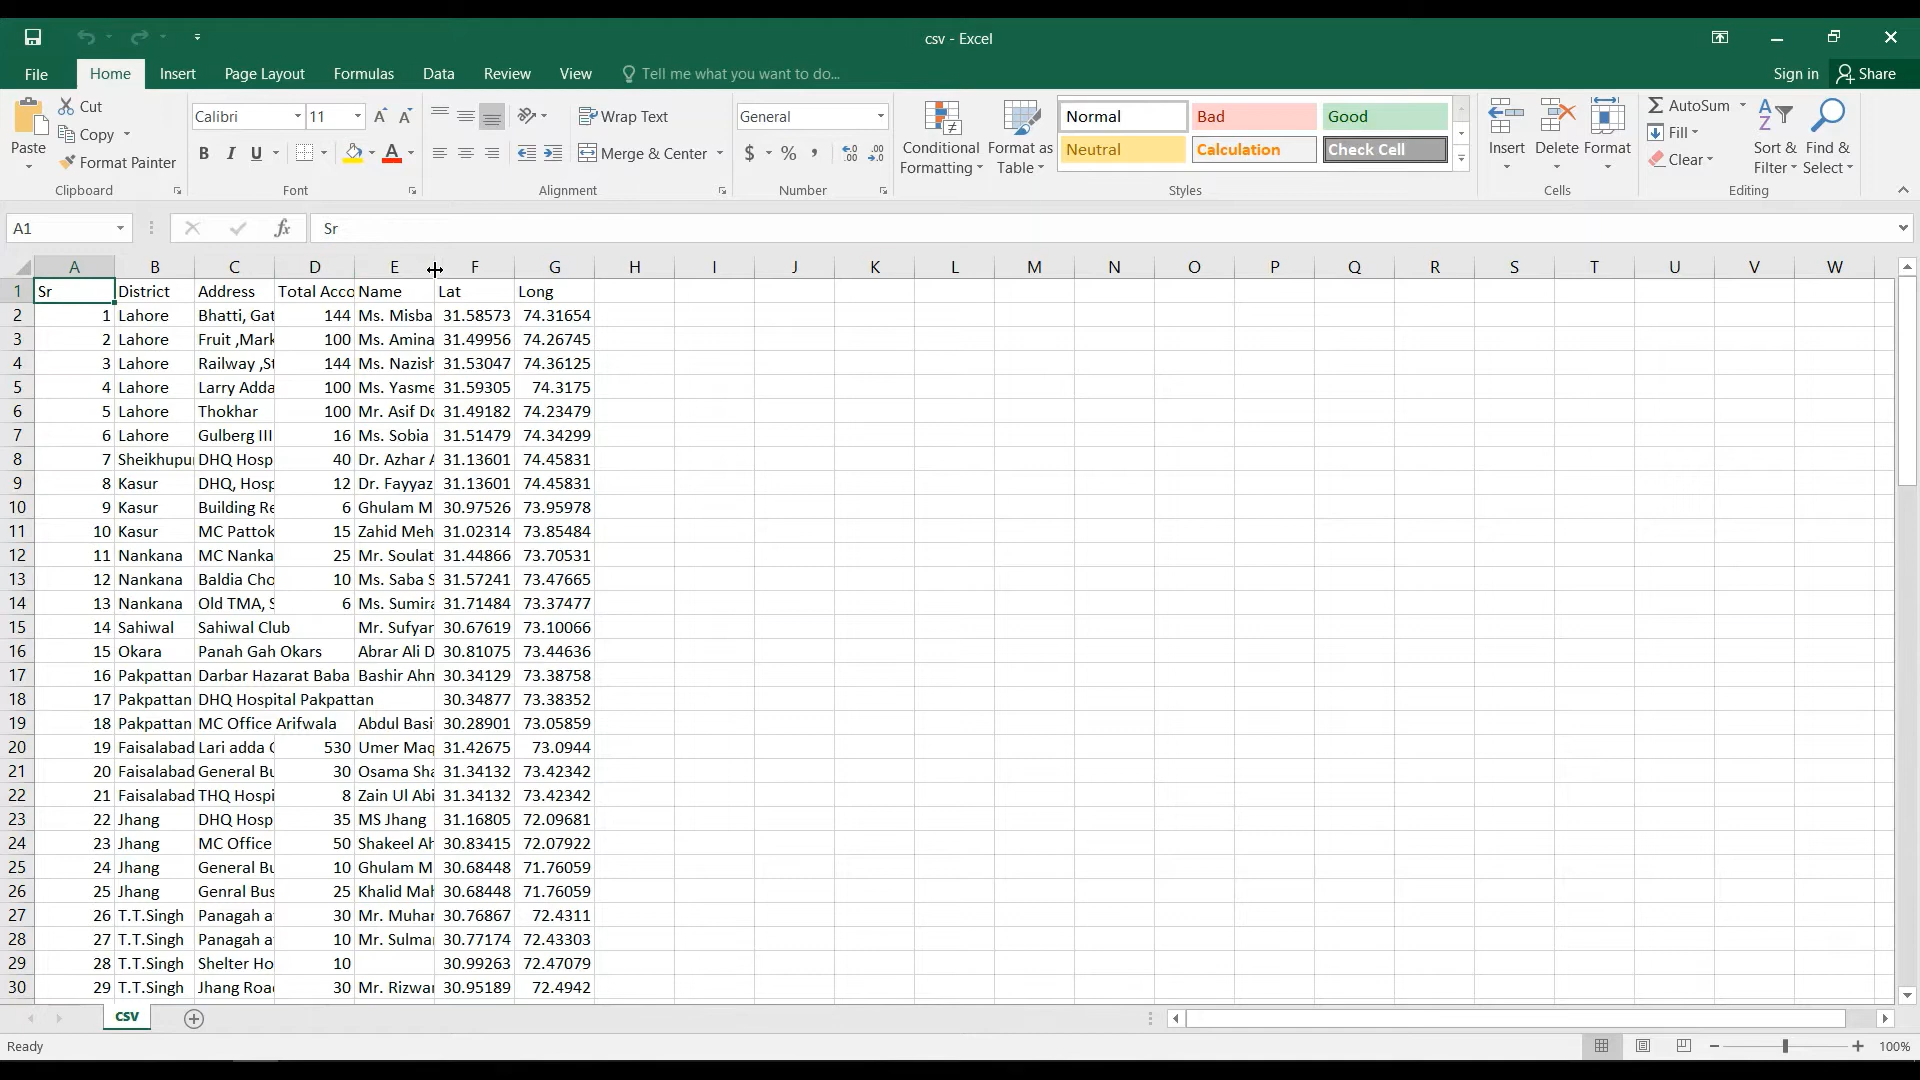 csv - Excel
File Home Insert Page Layout Formulas Data Review View Tell me what you want to do... Sign in Share
Paste Cut Copy Format Painter Clipboard
Calibri 11 A A B I U A Font
Wrap Text Merge & Center Alignment
General $ % , Number
Conditional Formatting Format as Table
Normal Bad Good
Neutral Calculation Check Cell
Styles
Insert Delete Format Cells
AutoSum Fill Clear Sort & Filter Find & Select Editing
A1 fx Sr
A B C D E F G H I J K L M N O P Q R S T U V W
1 Sr District Address Total Acco Name Lat Long
2 1 Lahore Bhatti, Gat 144 Ms. Misba 31.58573 74.31654
3 2 Lahore Fruit ,Mark 100 Ms. Amina 31.49956 74.26745
4 3 Lahore Railway ,St 144 Ms. Nazish 31.53047 74.36125
5 4 Lahore Larry Adda 100 Ms. Yasme 31.59305 74.3175
6 5 Lahore Thokhar 100 Mr. Asif Do 31.49182 74.23479
7 6 Lahore Gulberg III 16 Ms. Sobia 31.51479 74.34299
8 7 Sheikhupur DHQ Hosp 40 Dr. Azhar A 31.13601 74.45831
9 8 Kasur DHQ, Hosp 12 Dr. Fayyaz 31.13601 74.45831
10 9 Kasur Building Re 6 Ghulam M 30.97526 73.95978
11 10 Kasur MC Pattok 15 Zahid Meh 31.02314 73.85484
12 11 Nankana MC Nanka 25 Mr. Soulat 31.44866 73.70531
13 12 Nankana Baldia Cho 10 Ms. Saba S 31.57241 73.47665
14 13 Nankana Old TMA, S 6 Ms. Sumira 31.71484 73.37477
15 14 Sahiwal Sahiwal Club Mr. Sufyan 30.67619 73.10066
16 15 Okara Panah Gah Okars Abrar Ali D 30.81075 73.44636
17 16 Pakpattan Darbar Hazarat Baba Bashir Ahm 30.34129 73.38758
18 17 Pakpattan DHQ Hospital Pakpattan 30.34877 73.38352
19 18 Pakpattan MC Office Arifwala Abdul Basi 30.28901 73.05859
20 19 Faisalabad Lari adda G 530 Umer Maq 31.42675 73.0944
21 20 Faisalabad General Bu 30 Osama Sha 31.34132 73.42342
22 21 Faisalabad THQ Hospi 8 Zain Ul Abi 31.34132 73.42342
23 22 Jhang DHQ Hosp 35 MS Jhang 31.16805 72.09681
24 23 Jhang MC Office 50 Shakeel Ah 30.83415 72.07922
25 24 Jhang General Bu 10 Ghulam M 30.68448 71.76059
26 25 Jhang Genral Bus 25 Khalid Mah 30.68448 71.76059
27 26 T.T.Singh Panagah a 30 Mr. Muhan 30.76867 72.4311
28 27 T.T.Singh Panagah a 10 Mr. Sulman 30.77174 72.43303
29 28 T.T.Singh Shelter Ho 10 30.99263 72.47079
30 29 T.T.Singh Jhang Road 30 Mr. Rizwan 30.95189 72.4942
csv
Ready 100%